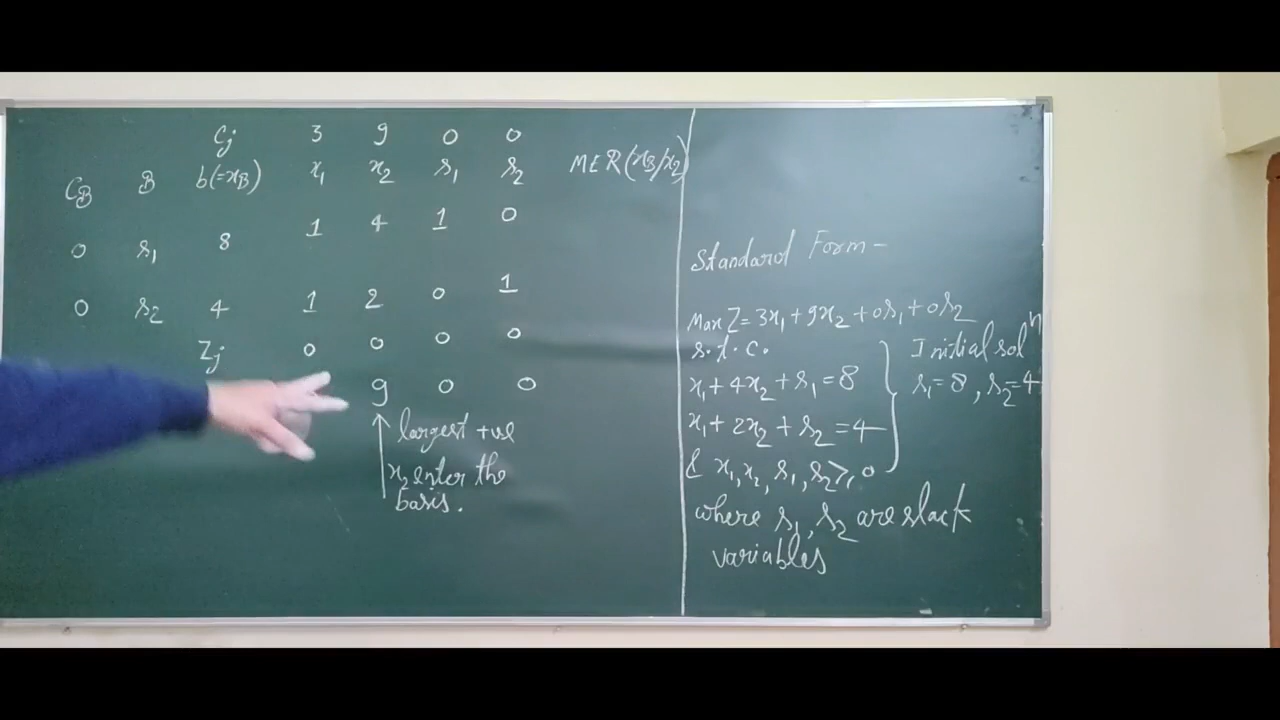 Cj 3 9 0 0
CB B b(=xB) x1 x2 s1 s2 MER(xB/x2)
0 s1 8 1 4 1 0
0 s2 4 1 2 0 1
Zj 0 0 0 0
9 0 0
largest +ve
x2 enter the
basis.
Standard Form-
Max Z=3x1+9x2+0s1+0s2
s.t.c.
x1+4x2+s1=8
x1+2x2+s2=4
& x1,x2,s1,s2≥0
Initial solⁿ
s1=8,s2=4
where s1,s2 are slack
variables